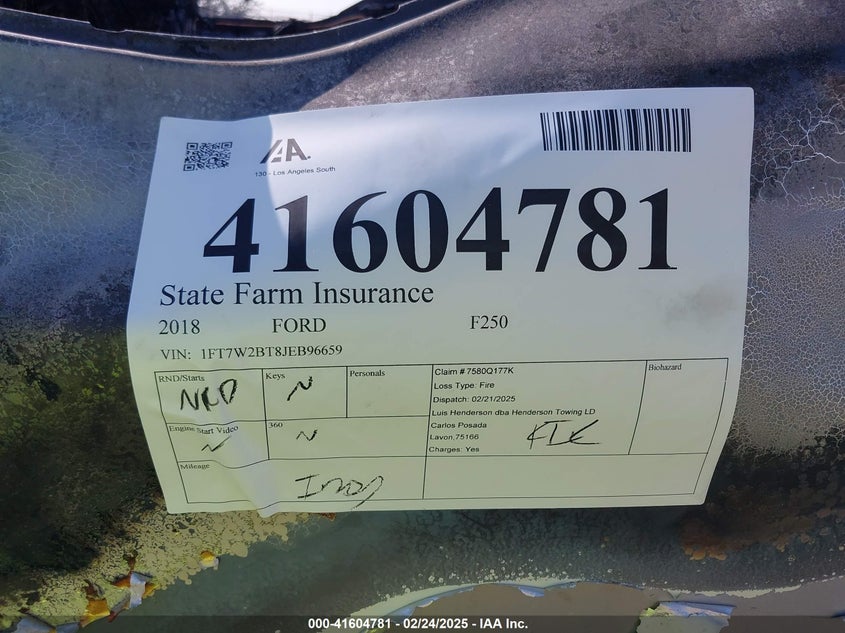 IAA.
130 - Los Angeles South
41604781
State Farm Insurance
2018 FORD F250
VIN: 1FT7W2BT8JEB96659
RND/Starts Keys Personals Claim # 7580Q177K Biohazard
NRD N Loss Type: Fire
Dispatch: 02/21/2025
Luis Henderson dba Henderson Towing LD
Engine Start Video 360 Carlos Posada
N N Lavon,75166
Charges: Yes
Mileage
000-41604781 - 02/24/2025 - IAA Inc.